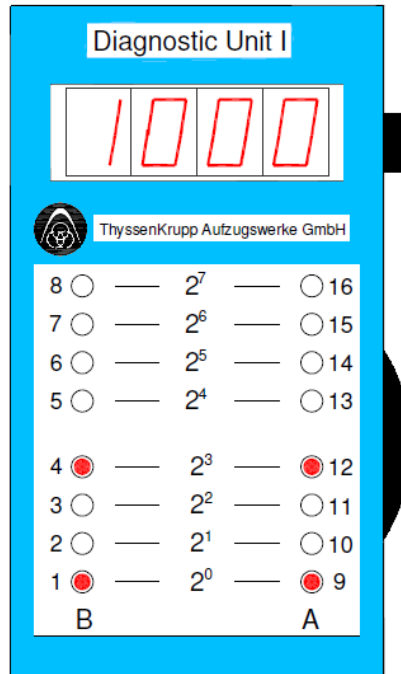 Diagnostic Unit I
1000
ThyssenKrupp Aufzugswerke GmbH
8 2⁷ 16
7 2⁶ 15
6 2⁵ 14
5 2⁴ 13
4 2³ 12
3 2² 11
2 2¹ 10
1 2⁰ 9
B A